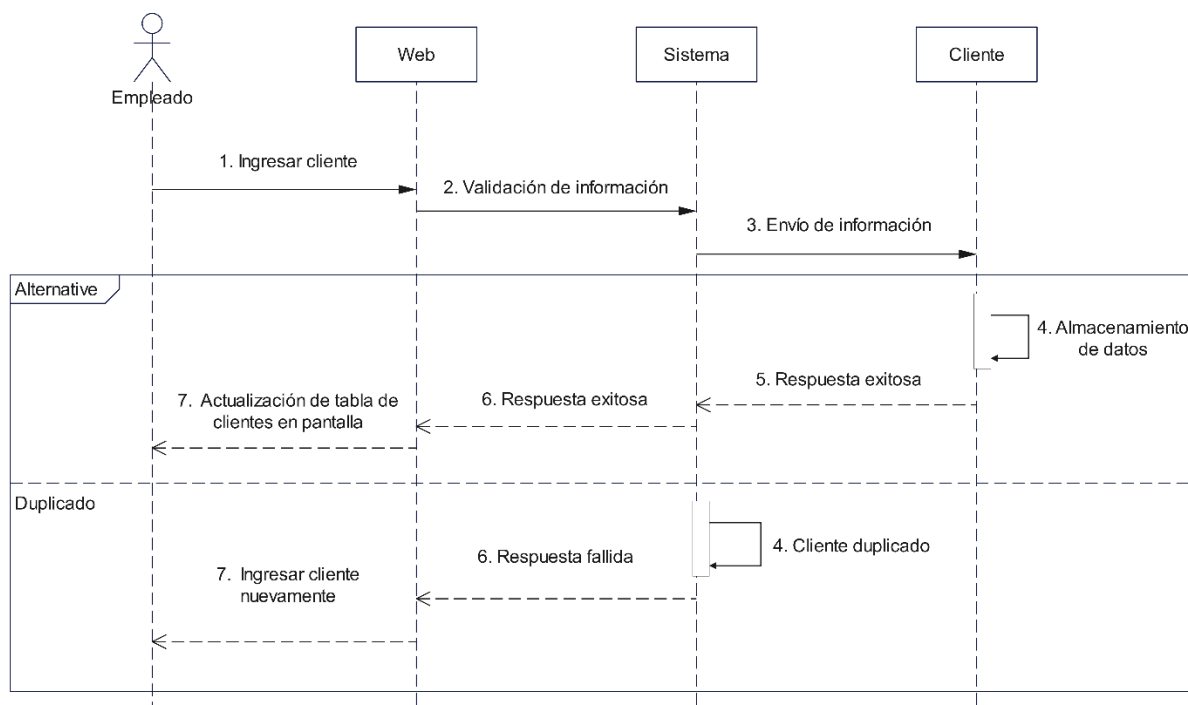 Empleado
Web
Sistema
Cliente
1. Ingresar cliente
2. Validación de información
3. Envío de información
Alternative
4. Almacenamiento
de datos
5. Respuesta exitosa
6. Respuesta exitosa
7. Actualización de tabla de
clientes en pantalla
Duplicado
4. Cliente duplicado
6. Respuesta fallida
7. Ingresar cliente
nuevamente